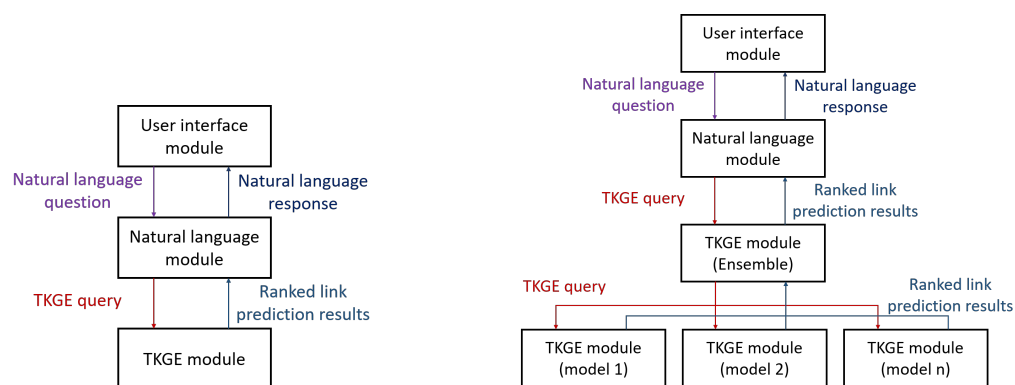 User interface
module
Natural language
question
Natural language
response
Natural language
module
TKGE query
Ranked link
prediction results
TKGE module
User interface
module
Natural language
question
Natural language
response
Natural language
module
TKGE query
Ranked link
prediction results
TKGE module
(Ensemble)
TKGE query
Ranked link
prediction results
TKGE module
(model 1)
TKGE module
(model 2)
TKGE module
(model n)